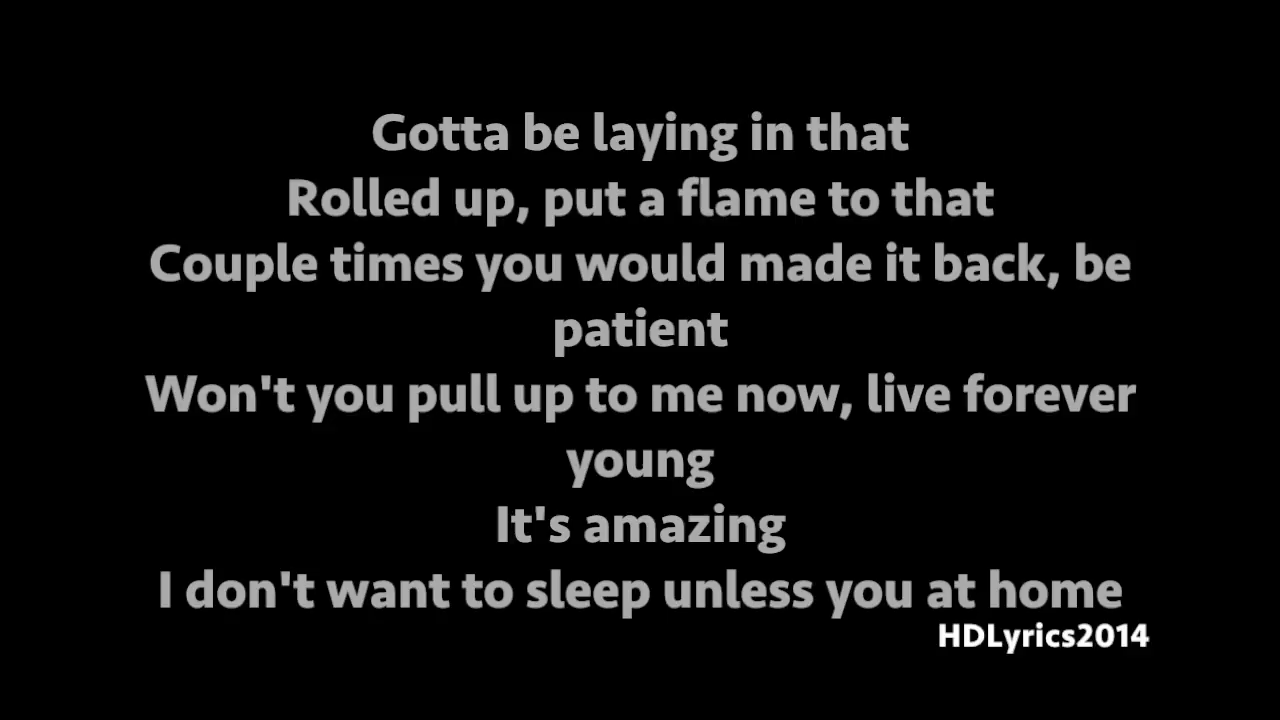 Gotta be laying in that
Rolled up, put a flame to that
Couple times you would made it back, be
patient
Won't you pull up to me now, live forever
young
It's amazing
I don't want to sleep unless you at home
HDLyrics2014